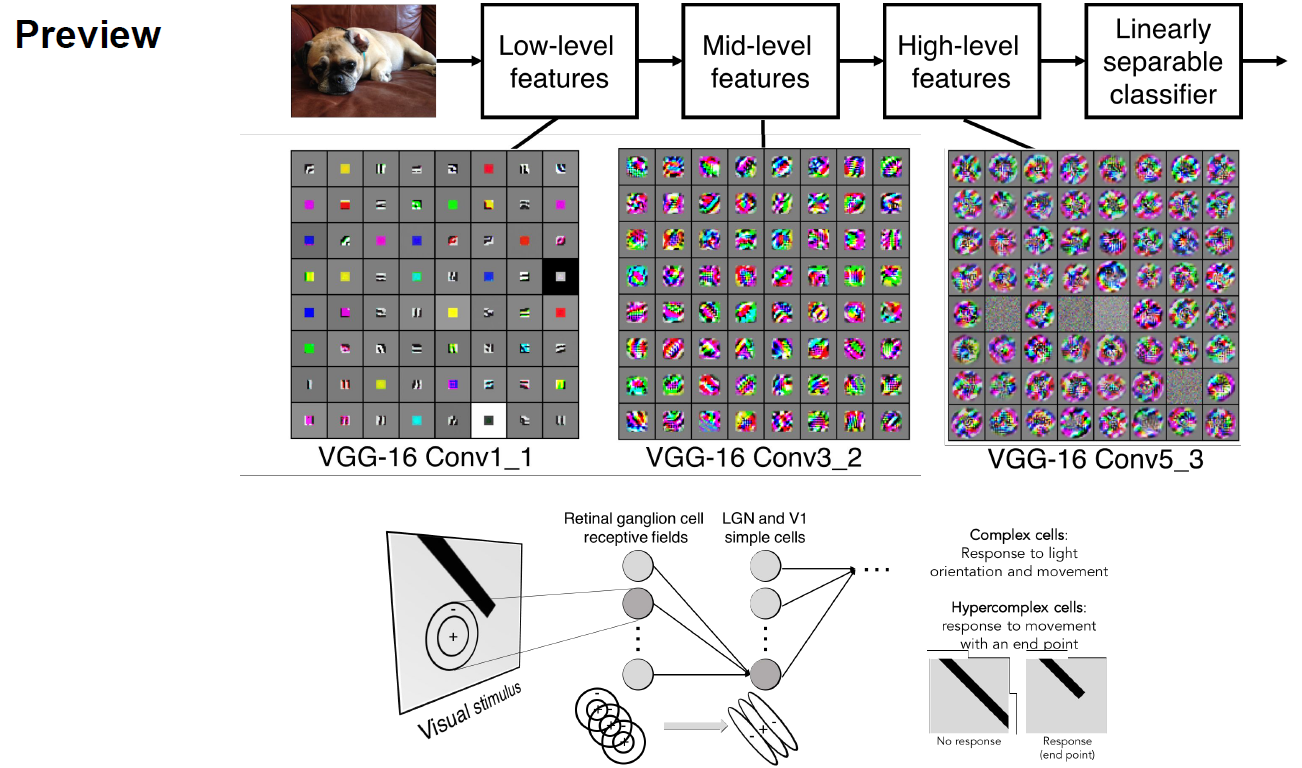 Preview
Low-level
features
Mid-level
features
High-level
features
Linearly
separable
classifier
VGG-16 Conv1_1
VGG-16 Conv3_2
VGG-16 Conv5_3
Visual stimulus
-
+
Retinal ganglion cell
receptive fields
LGN and V1
simple cells
Complex cells:
Response to light
orientation and movement
Hypercomplex cells:
response to movement
with an end point
No response
Response
(end point)